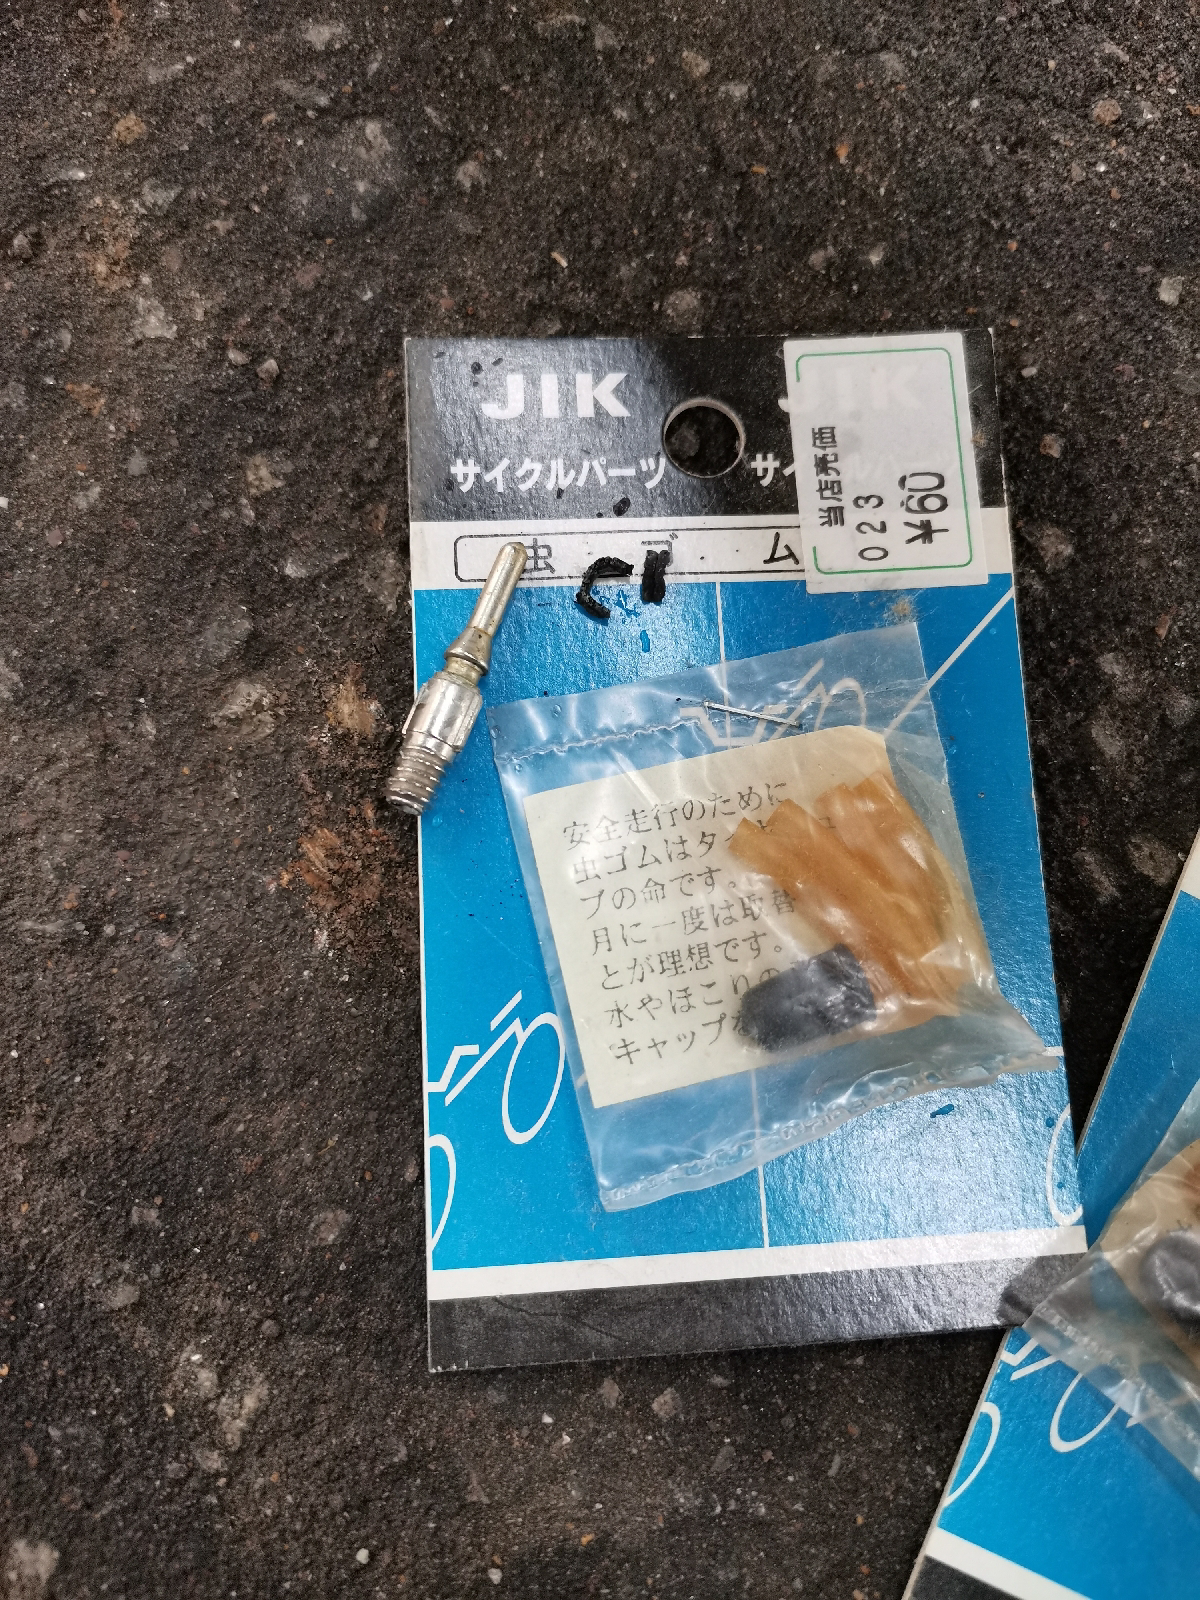 JIK
サイクルパーツ
サ
虫ゴム
当店売価
023
¥60
安全走行のために
虫ゴムはタ
ブの命です。
月に一度は取替
とが理想です。
水やほこりの
キャップ